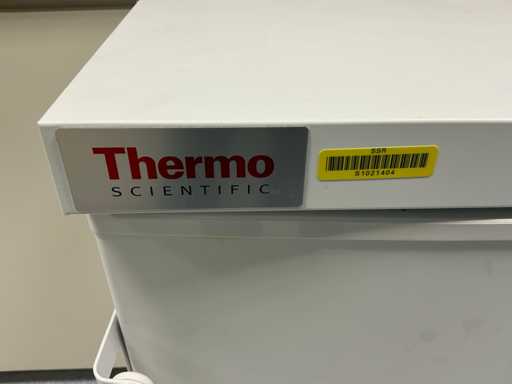 Thermo
SCIENTIFIC
SSR
S1021404